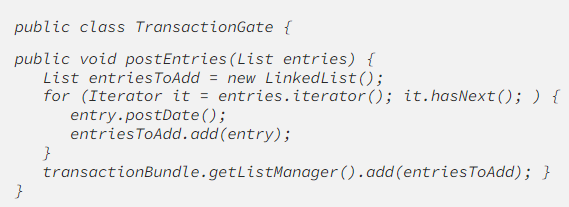 public class TransactionGate {
public void postEntries(List entries) {
List entriesToAdd = new LinkedList();
for (Iterator it = entries.iterator(); it.hasNext(); ) {
entry.postDate();
entriesToAdd.add(entry);
}
transactionBundle.getListManager().add(entriesToAdd); }
}